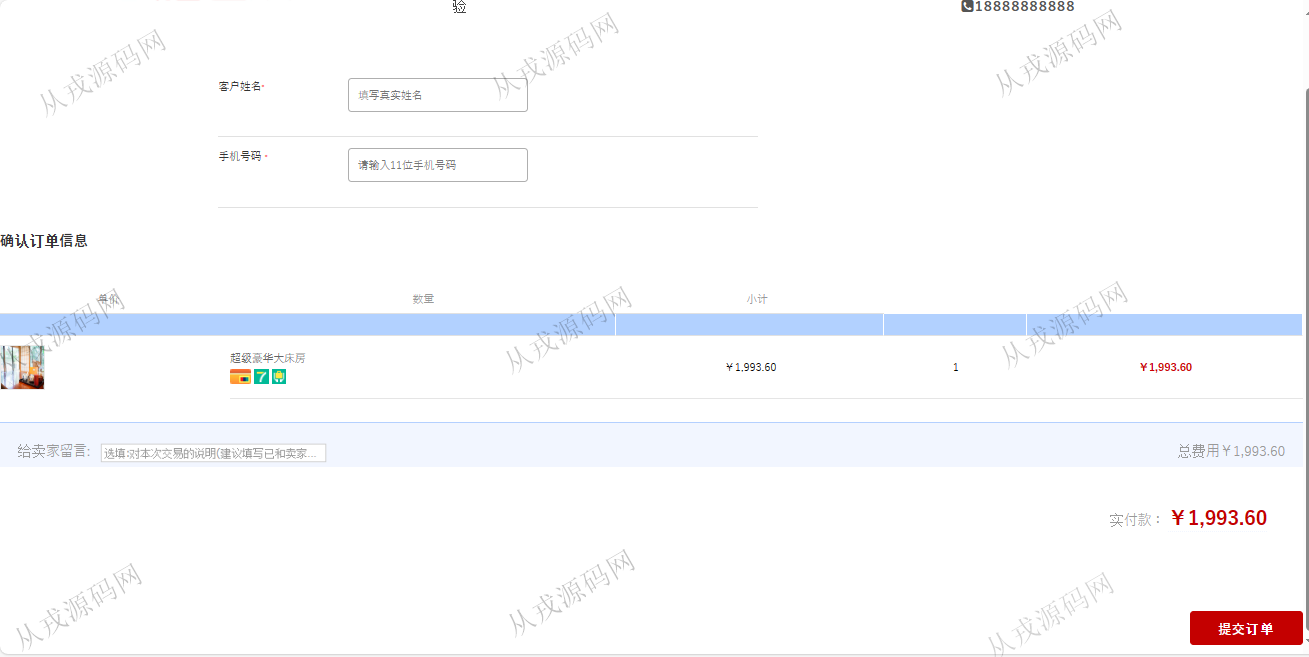 验
18888888888
客户姓名*
填写真实姓名
手机号码 *
请输入11位手机号码
确认订单信息
单价 数量 小计
超级豪华大床房
7
￥1,993.60 1 ￥1,993.60
给卖家留言: 选填:对本次交易的说明(建议填写已和卖家...
总费用￥1,993.60
实付款： ￥1,993.60
提交订单
从戎源码网
从戎源码网
从戎源码网
从戎源码网
从戎源码网
从戎源码网
从戎源码网
从戎源码网
从戎源码网